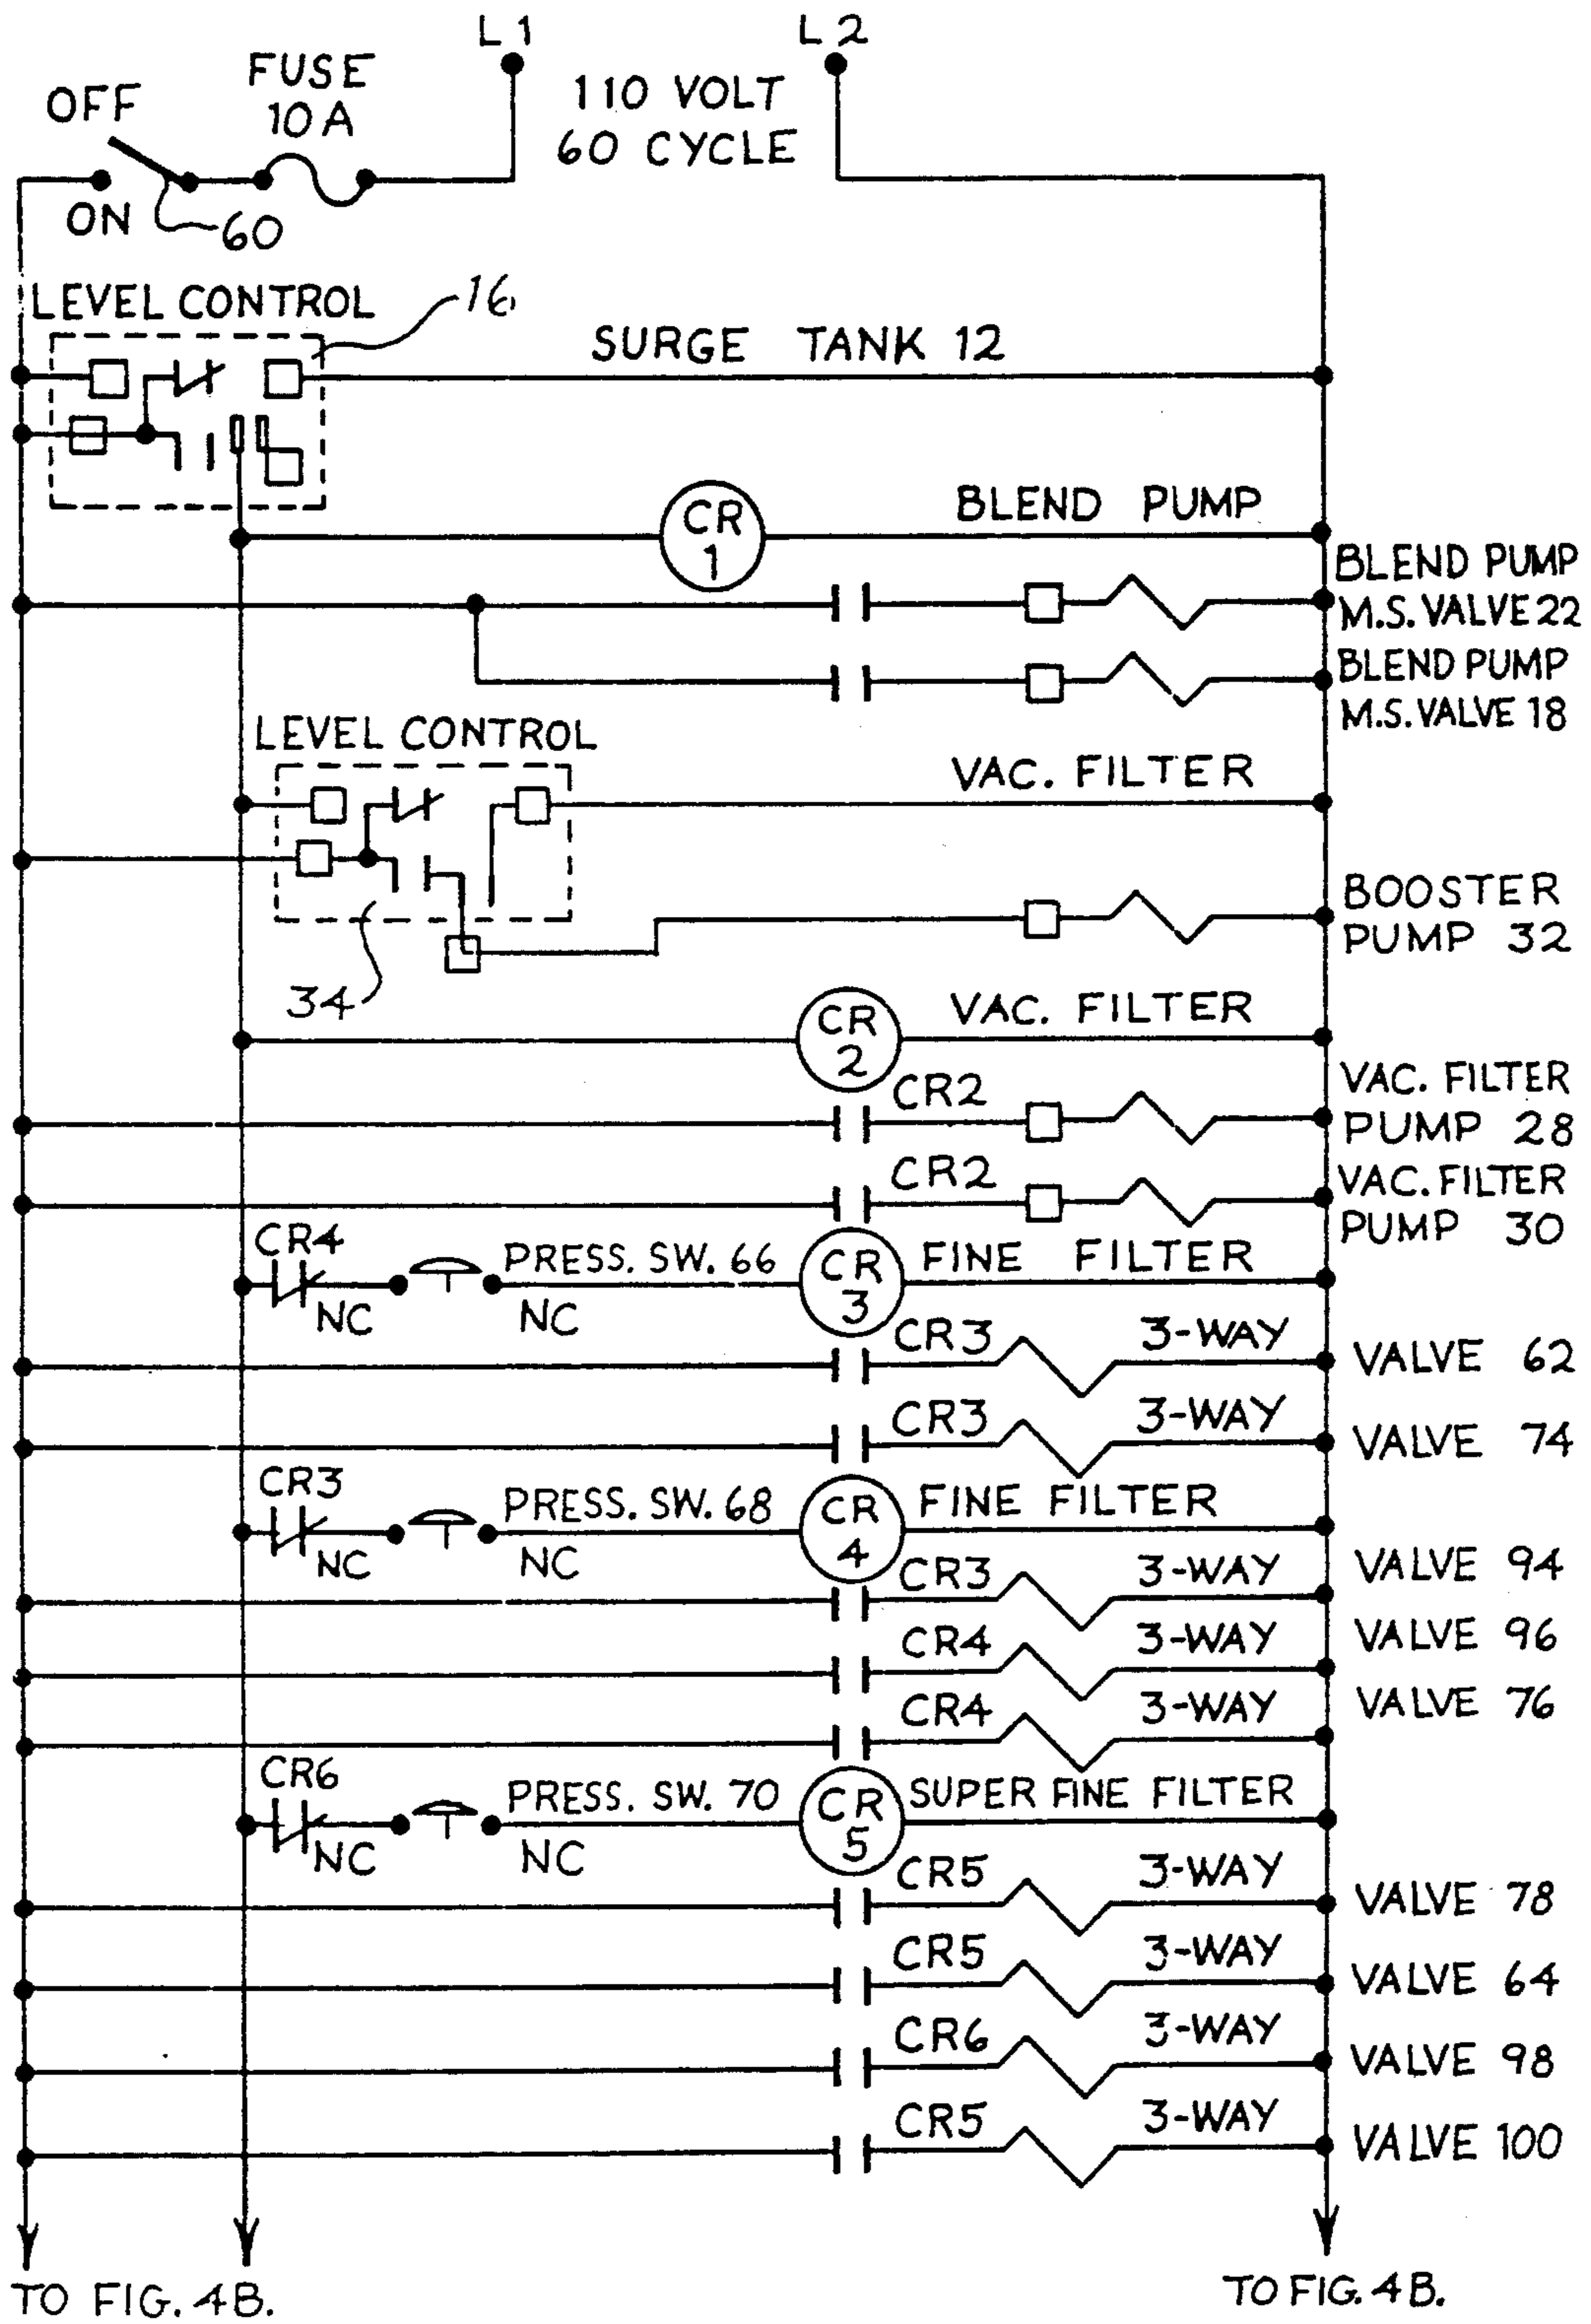 L1
L2
FUSE
10A
110 VOLT
60 CYCLE
OFF
ON
60
LEVEL CONTROL
16
SURGE TANK 12
CR
1
BLEND PUMP
BLEND PUMP
M.S. VALVE 22
BLEND PUMP
M.S. VALVE 18
LEVEL CONTROL
VAC. FILTER
34
BOOSTER
PUMP 32
CR
2
VAC. FILTER
CR2
VAC. FILTER
PUMP 28
CR2
VAC. FILTER
PUMP 30
CR4
NC
PRESS. SW. 66
NC
CR
3
FINE FILTER
CR3
3-WAY
VALVE 62
CR3
3-WAY
VALVE 74
CR3
NC
PRESS. SW. 68
NC
CR
4
FINE FILTER
CR3
3-WAY
VALVE 94
CR4
3-WAY
VALVE 96
CR4
3-WAY
VALVE 76
CR6
NC
PRESS. SW. 70
NC
CR
5
SUPER FINE FILTER
CR5
3-WAY
VALVE 78
CR5
3-WAY
VALVE 64
CR6
3-WAY
VALVE 98
CR5
3-WAY
VALVE 100
TO FIG. 4B.
TO FIG. 4B.